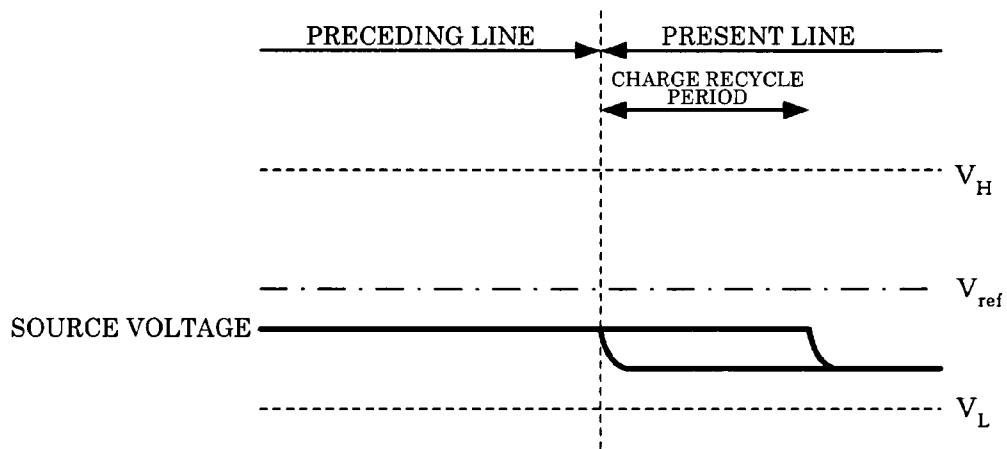 PRECEDING LINE
PRESENT LINE
CHARGE RECYCLE
PERIOD
V_H
V_ref
SOURCE VOLTAGE
V_L